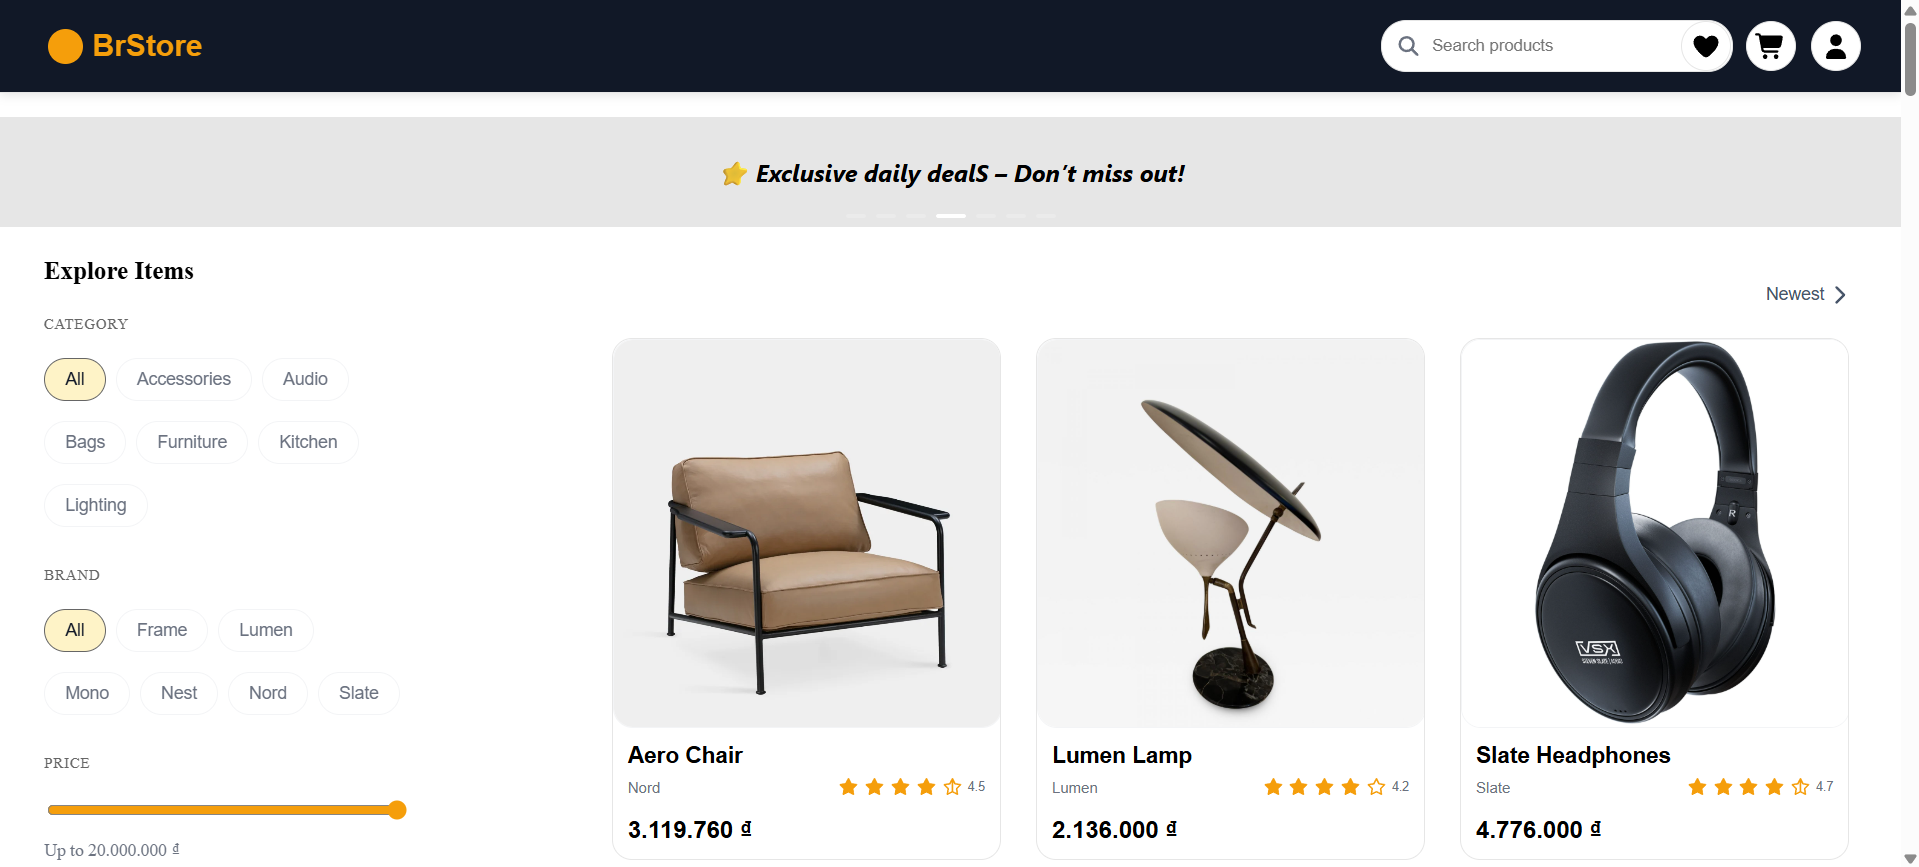 BrStore
Search products
⭐ Exclusive daily dealS – Don't miss out!
Explore Items
Newest
CATEGORY
All
Accessories
Audio
Bags
Furniture
Kitchen
Lighting
BRAND
All
Frame
Lumen
Mono
Nest
Nord
Slate
PRICE
Up to 20.000.000 ₫
R
VSX
Aero Chair
Nord
4.5
3.119.760 ₫
Lumen Lamp
Lumen
4.2
2.136.000 ₫
Slate Headphones
Slate
4.7
4.776.000 ₫